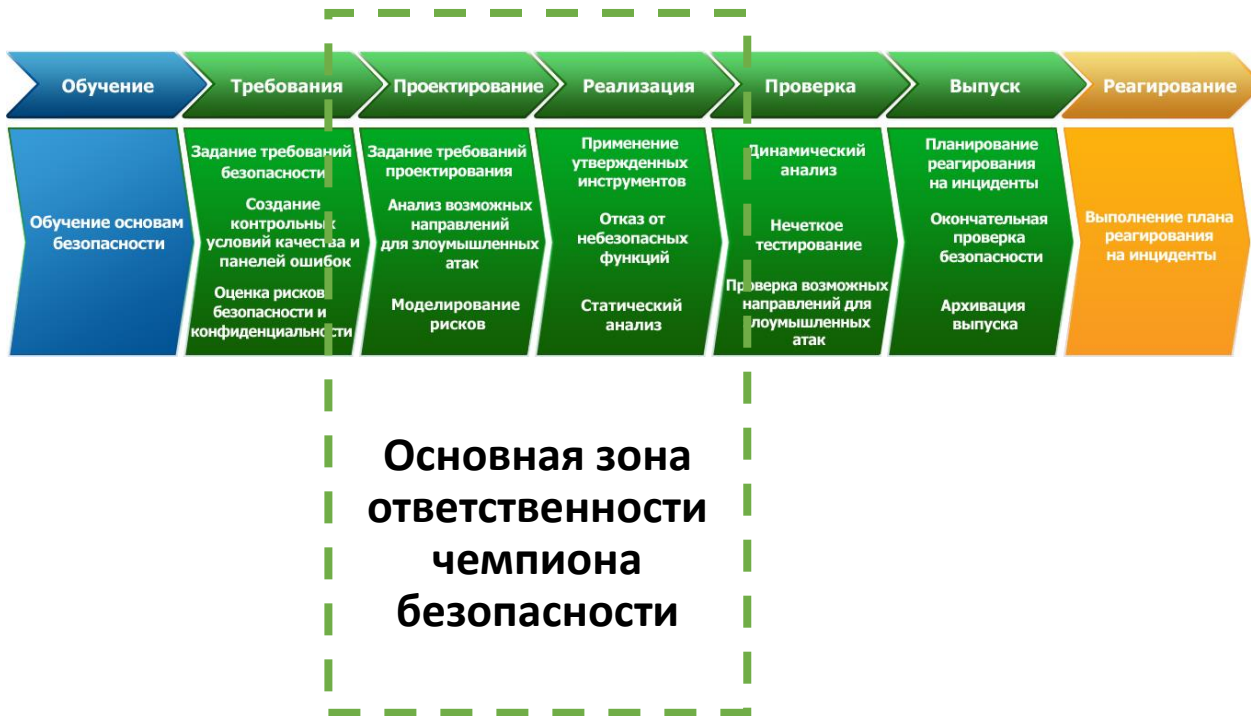 Обучение
Требования
Проектирование
Реализация
Проверка
Выпуск
Реагирование
Обучение основам
безопасности
Задание требований
безопасности
Создание
контрольных
условий качества и
панелей ошибок
Оценка рисков
безопасности и
конфиденциальности
Задание требований
проектирования
Анализ возможных
направлений
для злоумышленных
атак
Моделирование
рисков
Применение
утвержденных
инструментов
Отказ от
небезопасных
функций
Статический
анализ
Динамический
анализ
Нечеткое
тестирование
Проверка возможных
направлений для
злоумышленных
атак
Планирование
реагирования
на инциденты
Окончательная
проверка
безопасности
Архивация
выпуска
Выполнение плана
реагирования
на инциденты
Основная зона
ответственности
чемпиона
безопасности